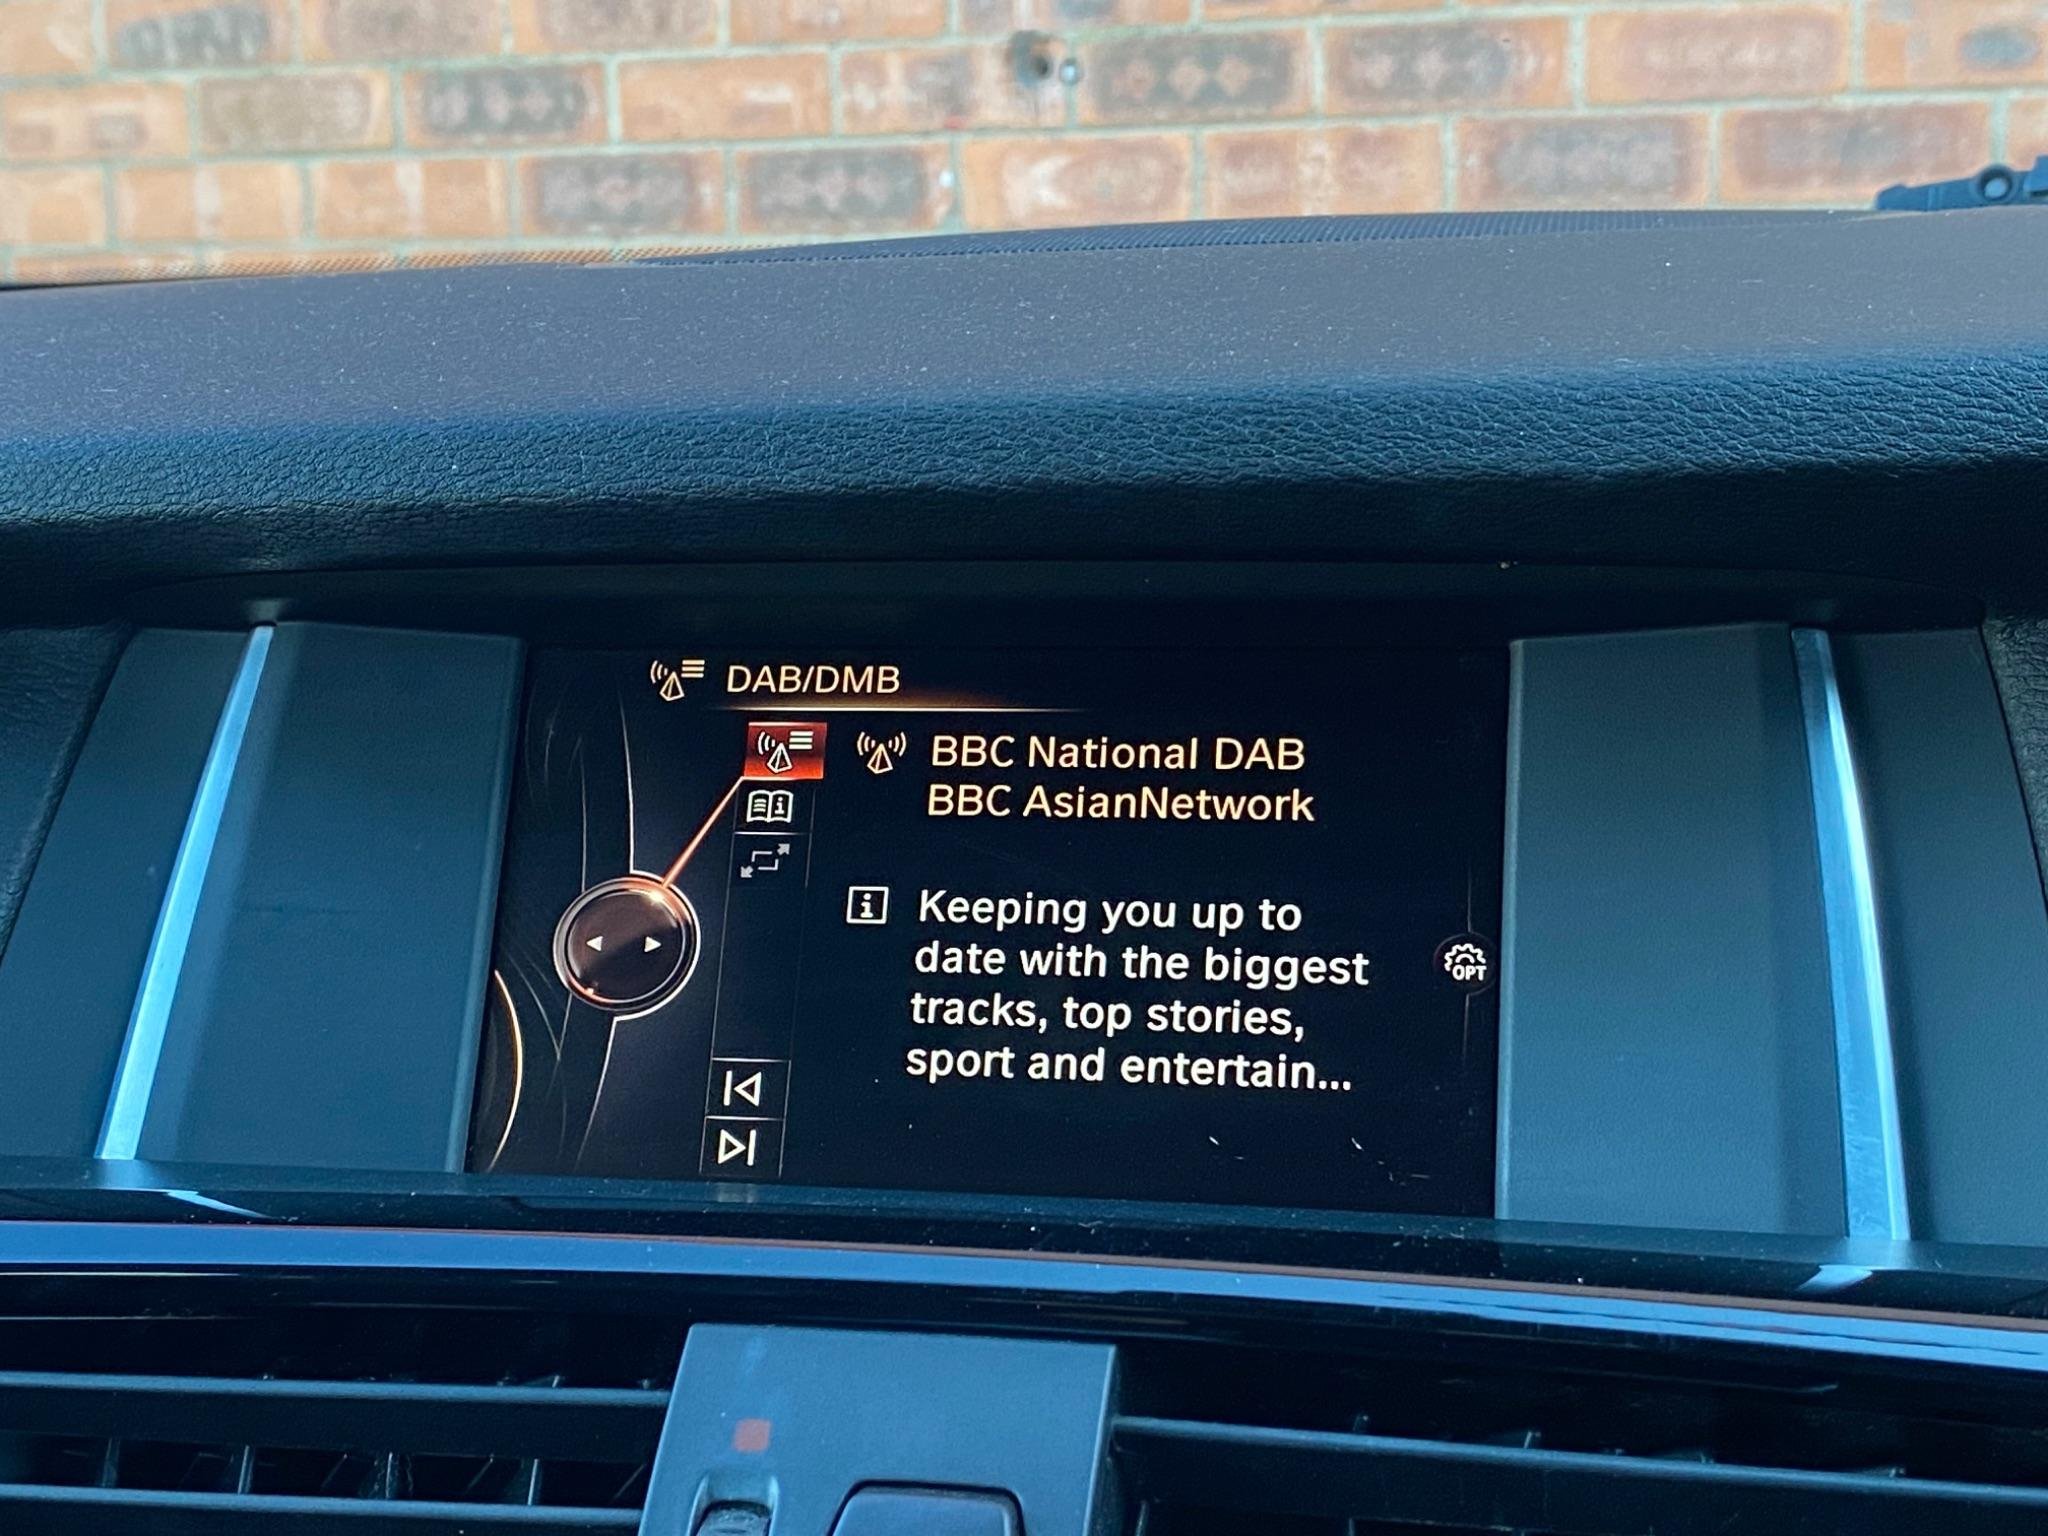 DAB/DMB
BBC National DAB
BBC AsianNetwork
Keeping you up to
date with the biggest
tracks, top stories,
sport and entertain...
OPT